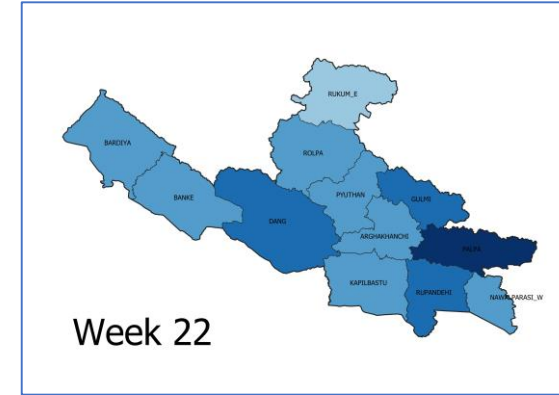 RUKUM_E
ROLPA
BARDIYA
BANKE
PYUTHAN
GULMI
DANG
ARGHAKHANCHI
PALPA
KAPILBASTU
RUPANDEHI
NAWALPARASI_W
Week 22